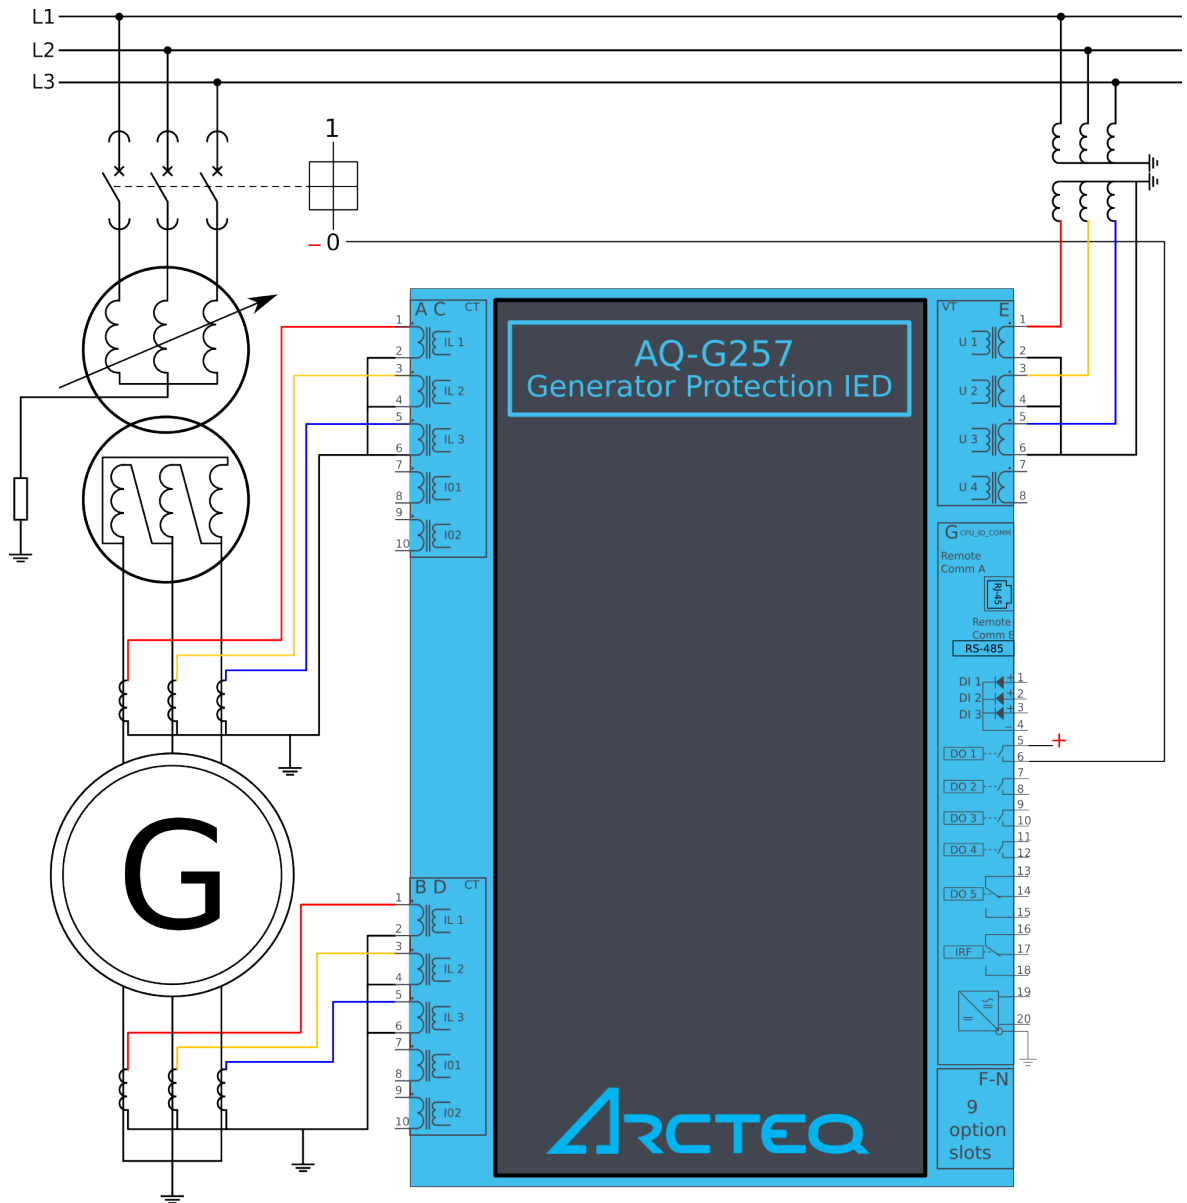 L1
L2
L3
1
− 0
A C CT
1
IL 1
2
3
IL 2
4
5
IL 3
6
7
I01
8
9
I02
10
AQ-G257
Generator Protection IED
VT E
1
U 1
2
3
U 2
4
5
U 3
6
7
U 4
8
G CPU_IO_COMM
Remote
Comm A
RJ-45
Remote
Comm B
RS-485
DI 1 + 1
DI 2 + 2
DI 3 + 3
− 4
5 +
DO 1 6
7
DO 2 8
9
DO 3 10
11
DO 4 12
13
DO 5 14
15
16
IRF 17
18
19
20
F-N
9
option
slots
G
B D CT
1
IL 1
2
3
IL 2
4
5
IL 3
6
7
I01
8
9
I02
10
ARCTEQ